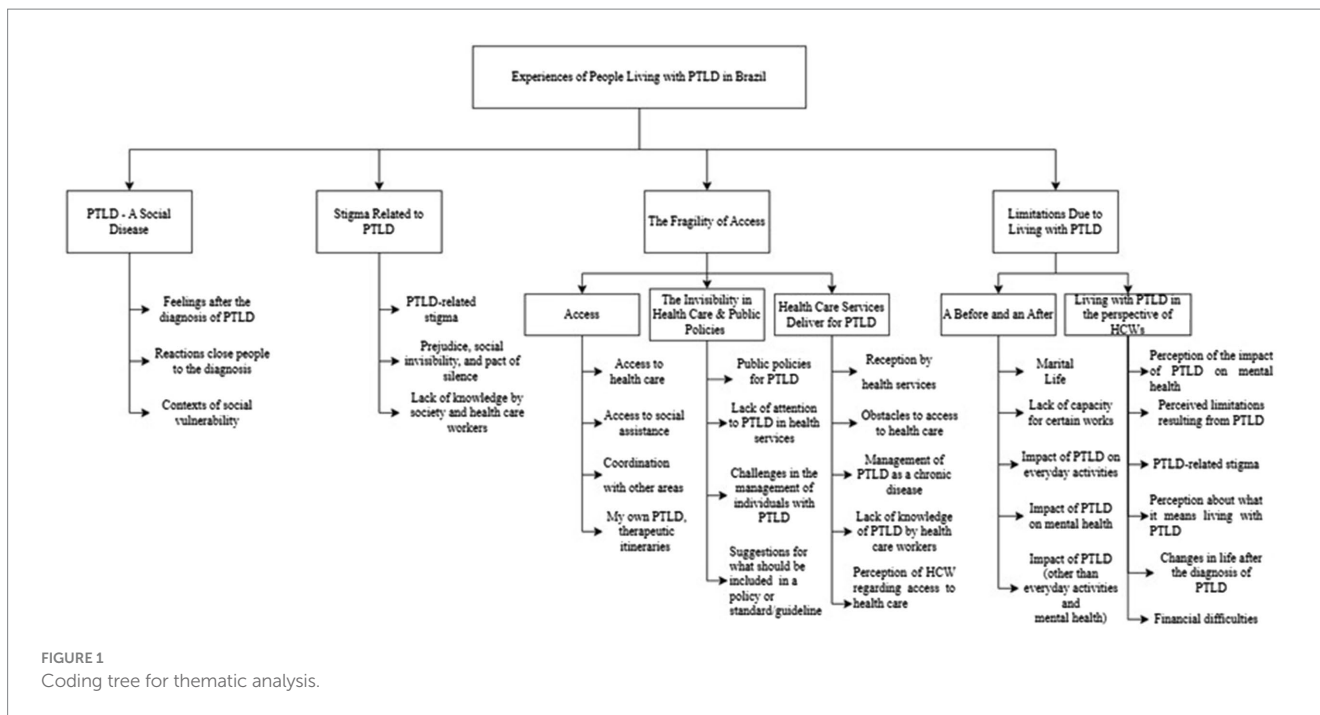 Experiences of People Living with PTLD in Brazil
PTLD - A Social
Disease
Feelings after the
diagnosis of PTLD
Reactions close people
to the diagnosis
Contexts of social
vulnerability
Stigma Related to
PTLD
PTLD-related
stigma
Prejudice, social
invisibility, and pact of
silence
Lack of knowledge by
society and health care
workers
The Fragility of Access
Access
Access to
health care
Access to social
assistance
Coordination
with other areas
My own PTLD,
therapeutic
itineraries
The Invisibility in
Health Care & Public
Policies
Public policies
for PTLD
Lack of attention
to PTLD in health
services
Challenges in the
management of
individuals with
PTLD
Suggestions for
what should be
included in a
policy or
standard/guideline
Health Care Services
Deliver for PTLD
Reception by
health services
Obstacles to access
to health care
Management of
PTLD as a chronic
disease
Lack of knowledge
of PTLD by health
care workers
Perception of HCW
regarding access to
health care
Limitations Due to
Living with PTLD
A Before and an After
Marital
Life
Lack of capacity
for certain works
Impact of PTLD on
everyday activities
Impact of PTLD
on mental health
Impact of PTLD
(other than
everyday activities
and
mental health)
Living with PTLD in
the perspective of
HCWs
Perception of the impact
of PTLD on mental
health
Perceived limitations
resulting from PTLD
PTLD-related stigma
Perception about what
it means living with
PTLD
Changes in life after
the diagnosis of
PTLD
Financial difficulties
FIGURE 1
Coding tree for thematic analysis.